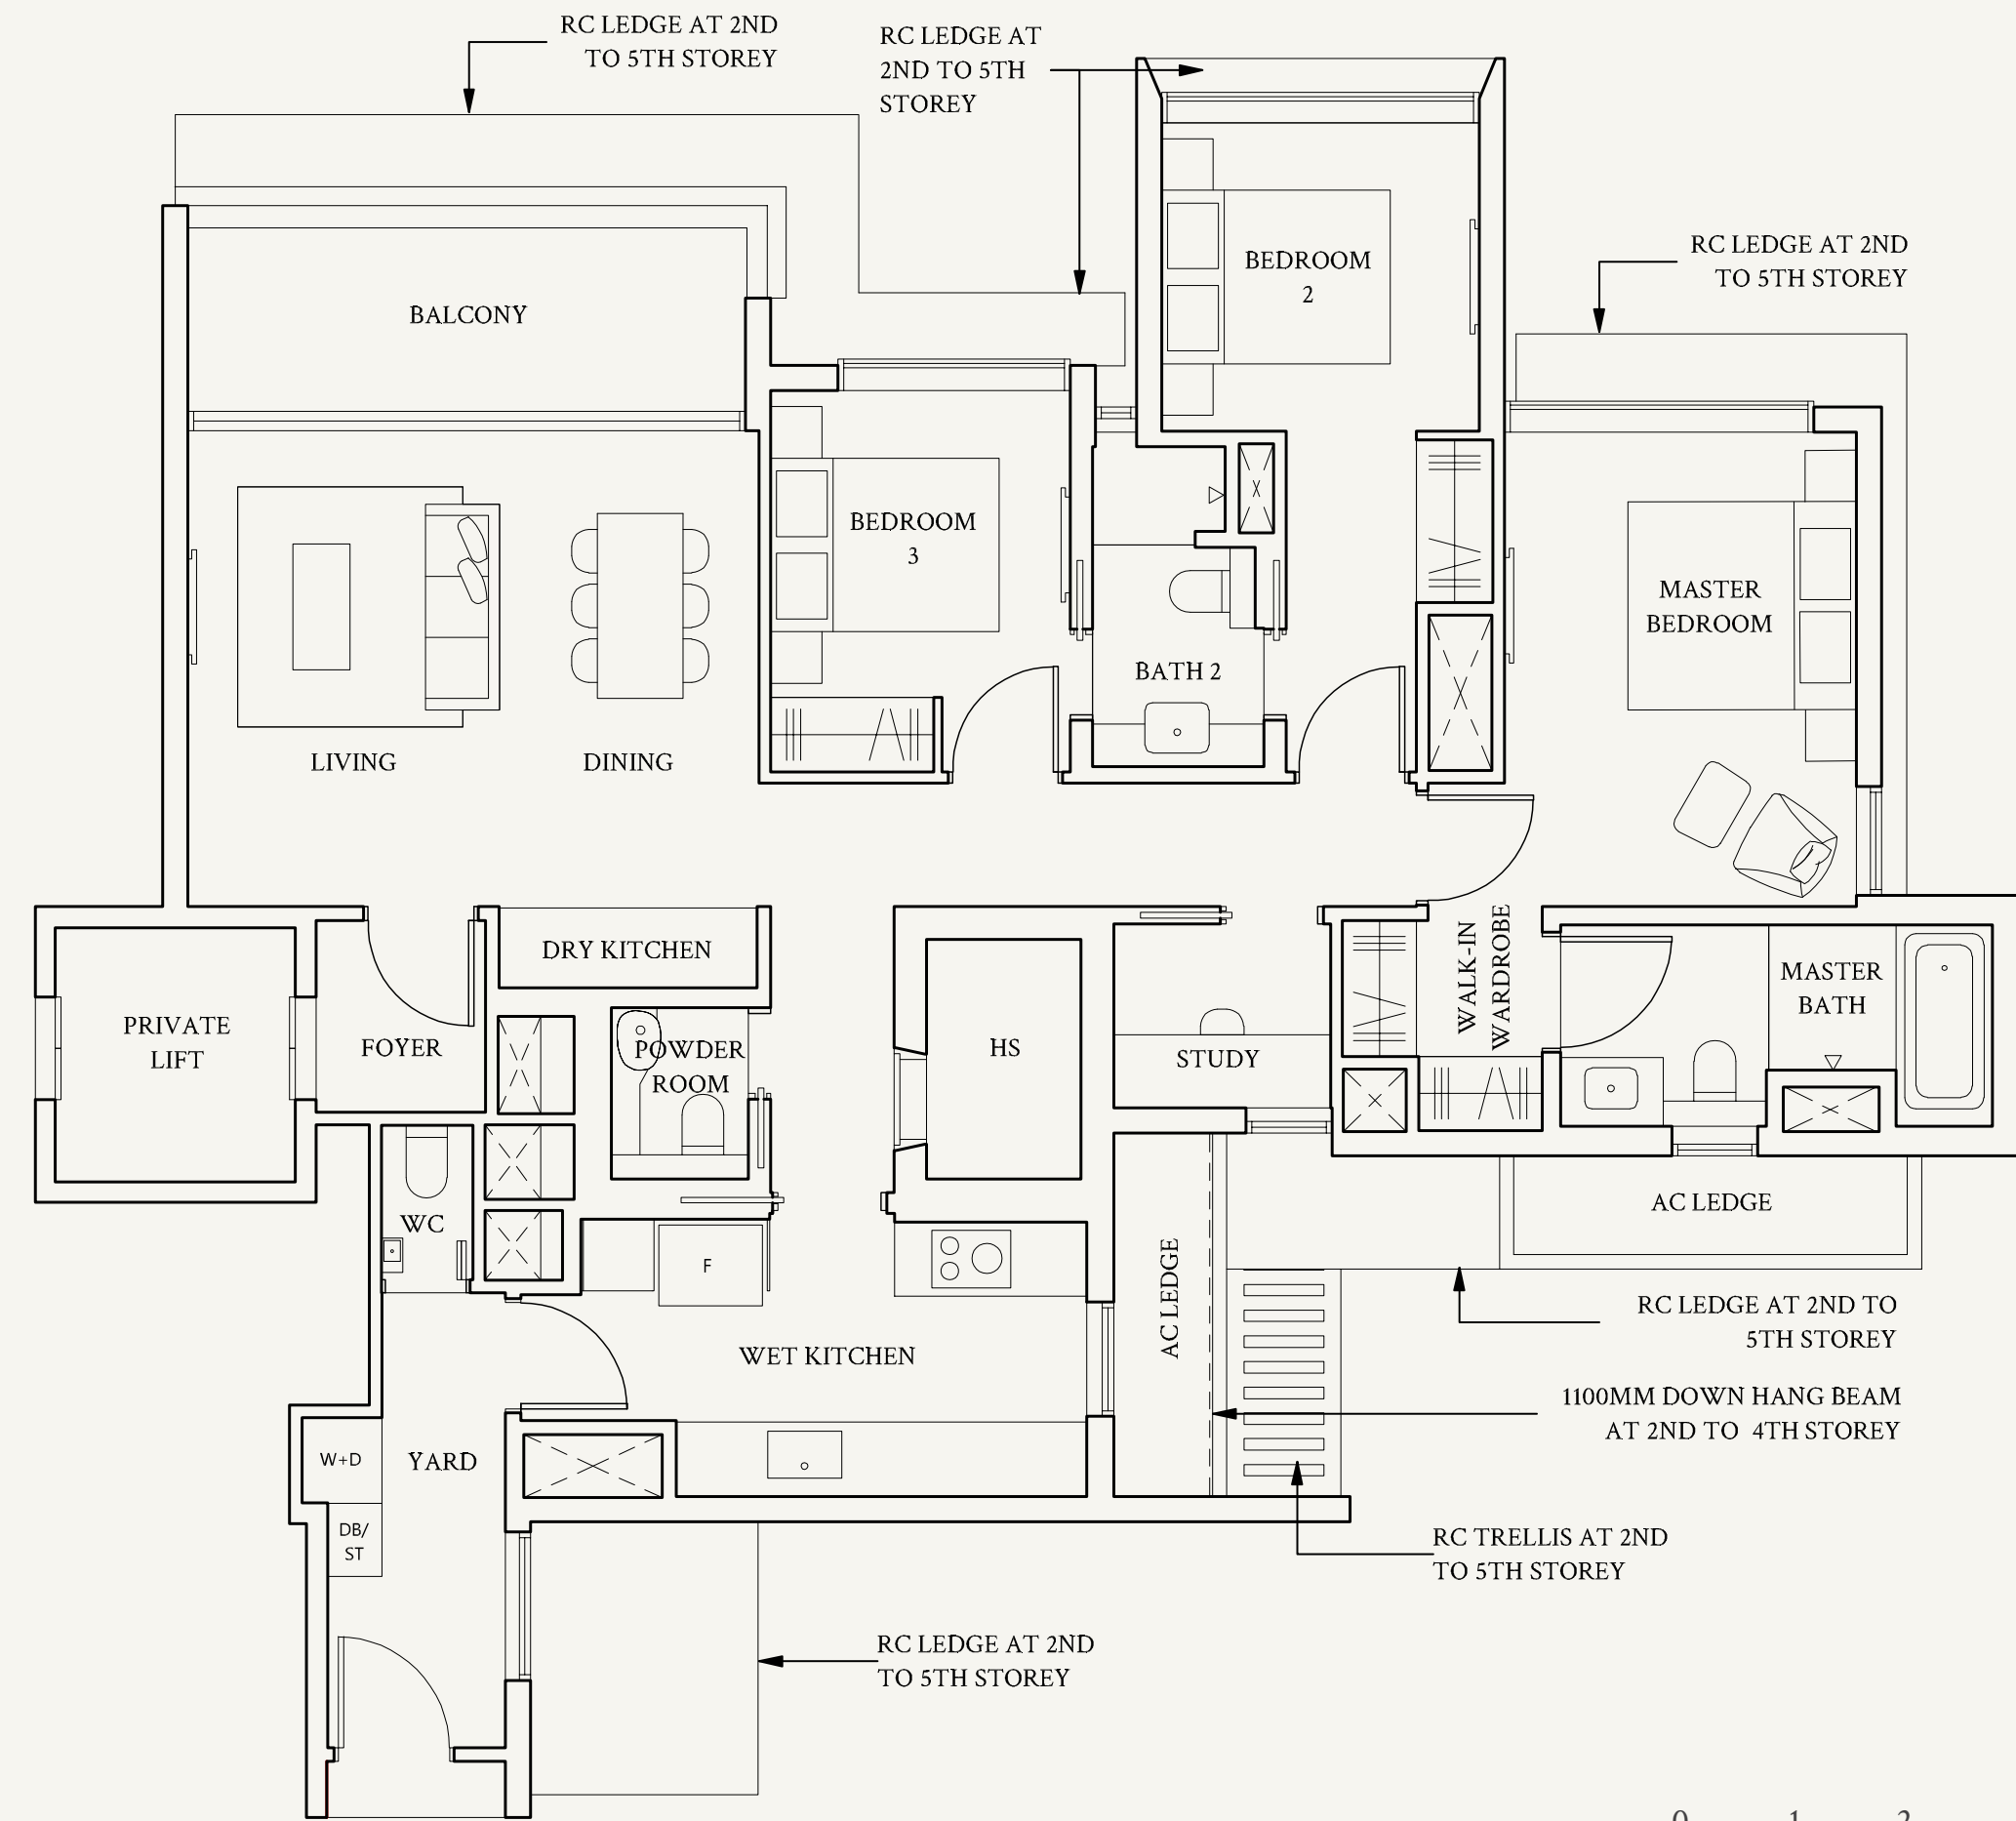 RC LEDGE AT 2ND
TO 5TH STOREY
RC LEDGE AT
2ND TO 5TH
STOREY
BEDROOM
2
RC LEDGE AT 2ND
TO 5TH STOREY
BALCONY
BEDROOM
3
MASTER
BEDROOM
BATH 2
LIVING
DINING
DRY KITCHEN
WALK-IN
WARDROBE
MASTER
BATH
PRIVATE
LIFT
FOYER
POWDER
ROOM
HS
STUDY
WC
F
AC LEDGE
AC LEDGE
RC LEDGE AT 2ND TO
5TH STOREY
WET KITCHEN
1100MM DOWN HANG BEAM
AT 2ND TO 4TH STOREY
W+D
YARD
DB/
ST
RC TRELLIS AT 2ND
TO 5TH STOREY
RC LEDGE AT 2ND
TO 5TH STOREY
0 1 2